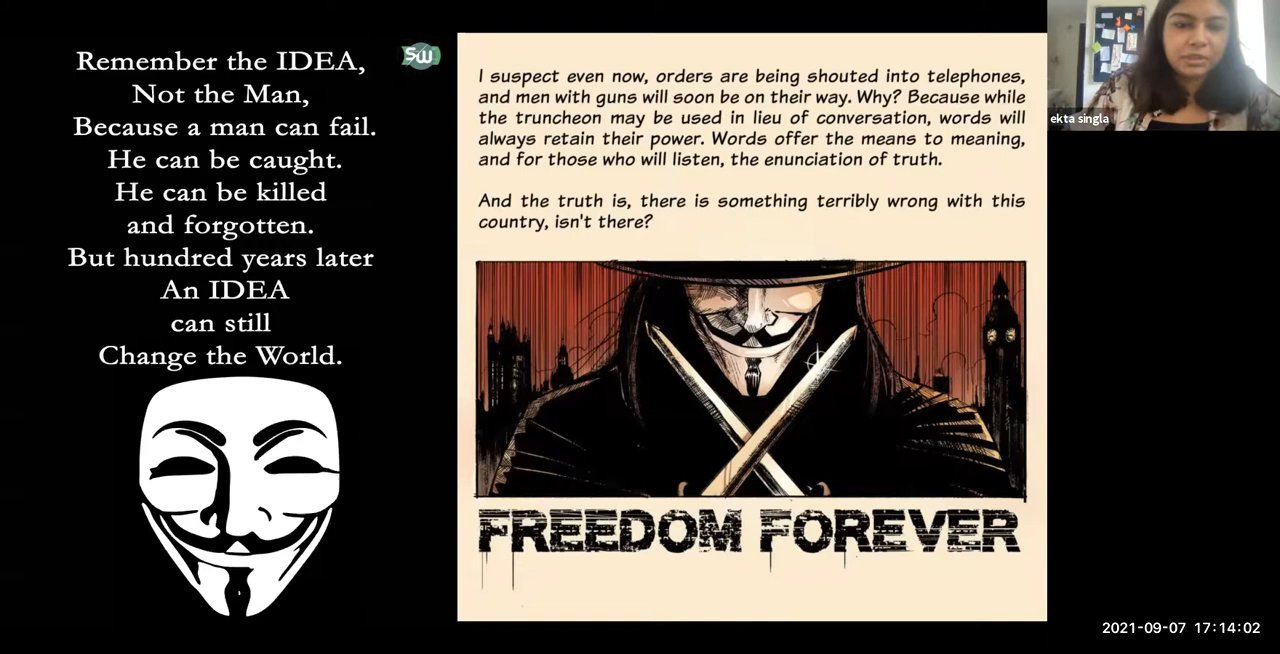 Remember the IDEA,
Not the Man,
Because a man can fail.
He can be caught.
He can be killed
and forgotten.
But hundred years later
An IDEA
can still
Change the World.
SW
I suspect even now, orders are being shouted into telephones,
and men with guns will soon be on their way. Why? Because while
the truncheon may be used in lieu of conversation, words will
always retain their power. Words offer the means to meaning,
and for those who will listen, the enunciation of truth.
And the truth is, there is something terribly wrong with this
country, isn't there?
FREEDOM FOREVER
ekta singla
2021-09-07 17:14:02